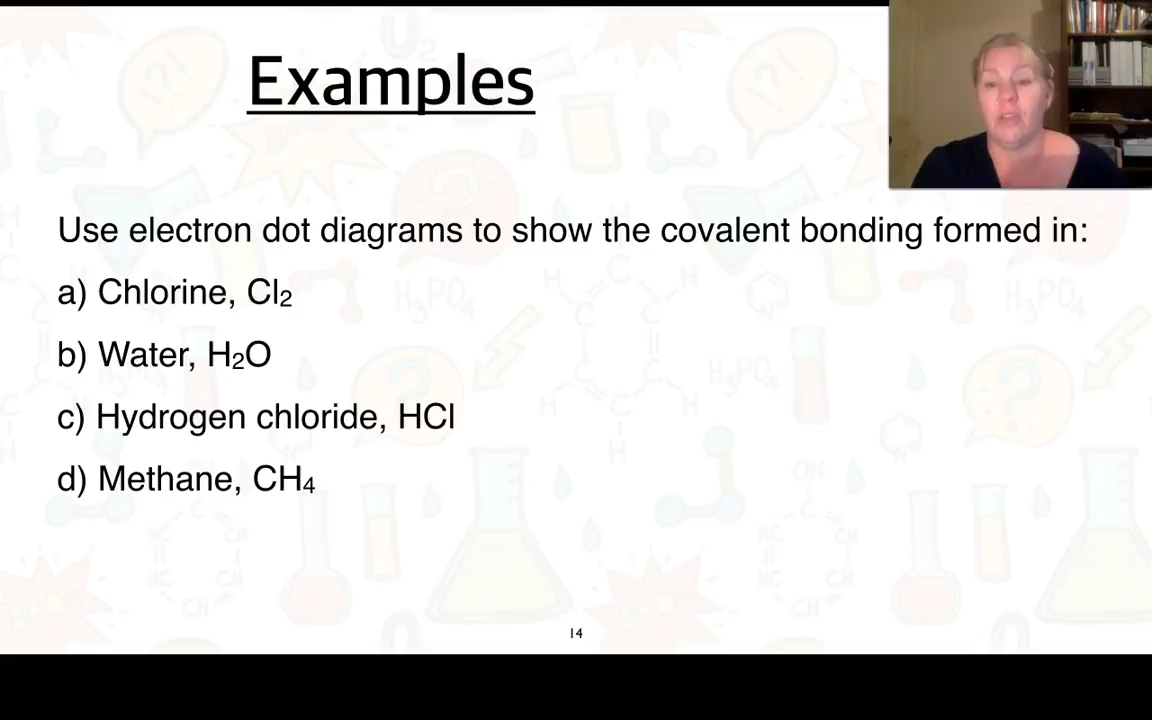 Examples
Use electron dot diagrams to show the covalent bonding formed in:
a) Chlorine, Cl₂
b) Water, H₂O
c) Hydrogen chloride, HCl
d) Methane, CH₄
14